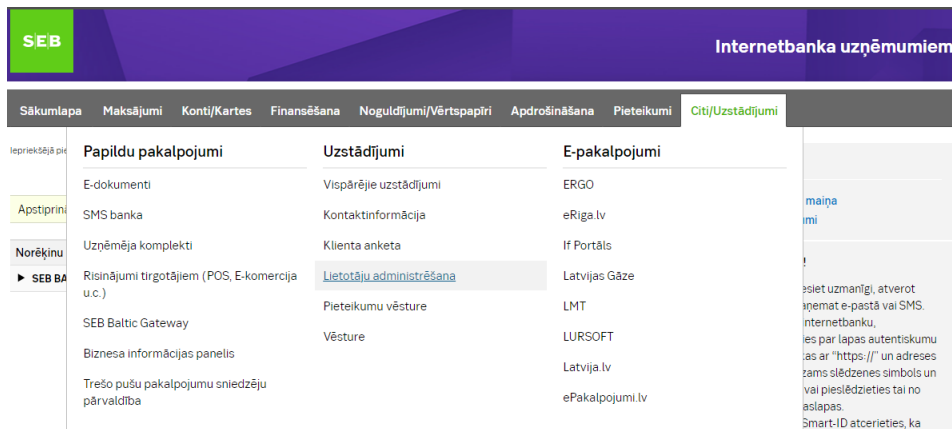 SEB
Internetbanka uzņēmumiem
Sākumlapa Maksājumi Konti/Kartes Finansēšana Noguldījumi/Vērtspapīri Apdrošināšana Pieteikumi Citi/Uzstādījumi
Iepriekšējā pie
Apstiprinā
Norēķinu
SEB BA
Papildu pakalpojumi
E-dokumenti
SMS banka
Uzņēmēja komplekti
Risinājumi tirgotājiem (POS, E-komercija
u.c.)
SEB Baltic Gateway
Biznesa informācijas panelis
Trešo pušu pakalpojumu sniedzēju
pārvaldība
Uzstādījumi
Vispārējie uzstādījumi
Kontaktinformācija
Klienta anketa
Lietotāju administrēšana
Pieteikumu vēsture
Vēsture
E-pakalpojumi
ERGO
eRiga.lv
If Portāls
Latvijas Gāze
LMT
LURSOFT
Latvija.lv
ePakalpojumi.lv
maiņa
mi
!
esiet uzmanīgi, atverot
aņemat e-pastā vai SMS.
nternetbanku,
ies par lapas autentiskumu
kas ar "https://" un adreses
zams slēdzenes simbols un
vai pieslēdzieties tai no
aslapas.
Smart-ID atcerieties, ka